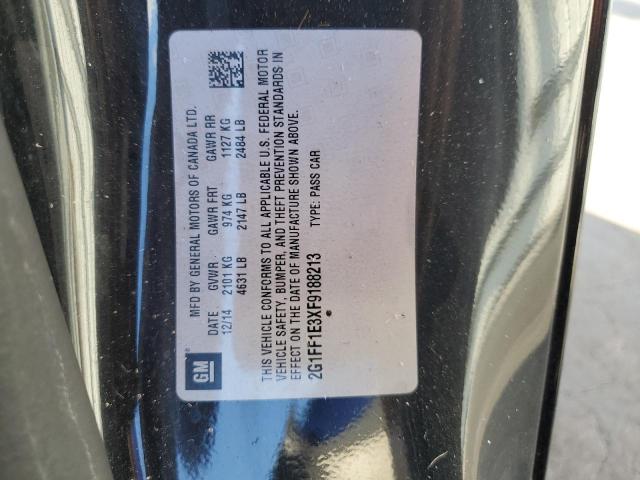 GM
MFD BY GENERAL MOTORS OF CANADA LTD.
DATE GVWR GAWR FRT GAWR RR
12/14 2101 KG 974 KG 1127 KG
4631 LB 2147 LB 2484 LB
THIS VEHICLE CONFORMS TO ALL APPLICABLE U.S. FEDERAL MOTOR
VEHICLE SAFETY, BUMPER, AND THEFT PREVENTION STANDARDS IN
EFFECT ON THE DATE OF MANUFACTURE SHOWN ABOVE.
2G1FF1E3XF9188213 TYPE: PASS CAR